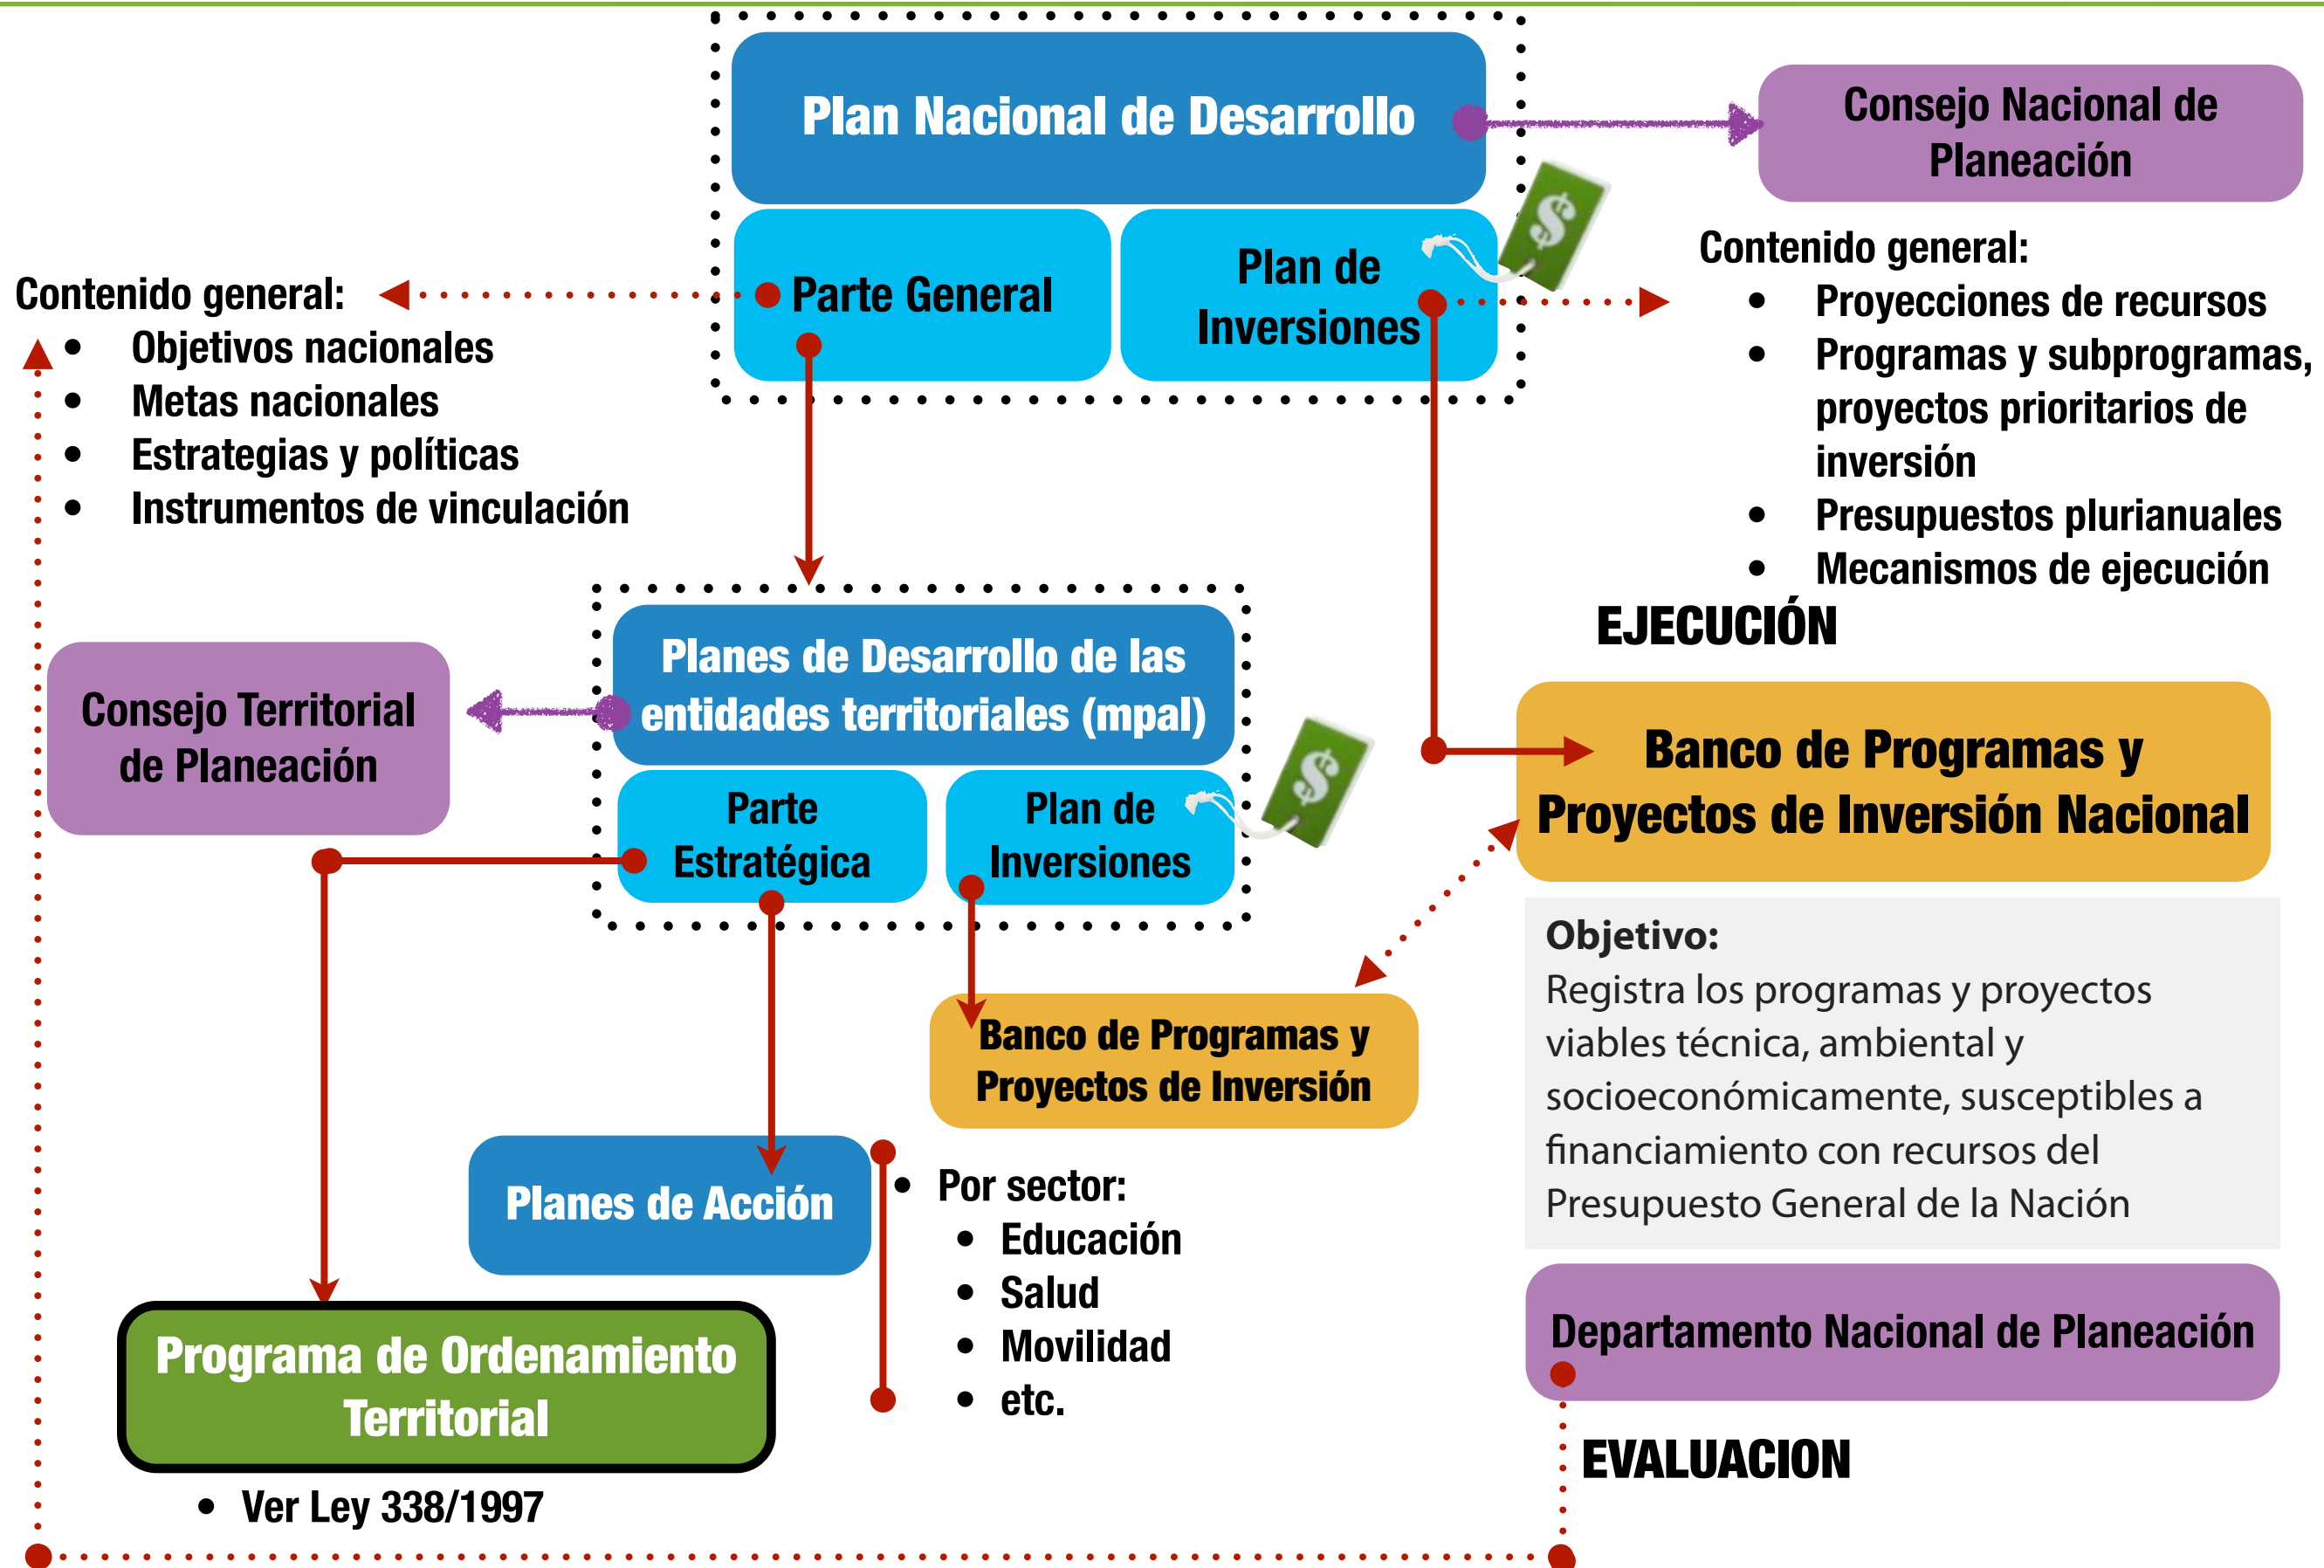 Plan Nacional de Desarrollo
Consejo Nacional de
Planeación
$
Parte General
Plan de
Inversiones
Contenido general:
• Objetivos nacionales
• Metas nacionales
• Estrategias y políticas
• Instrumentos de vinculación
Contenido general:
• Proyecciones de recursos
• Programas y subprogramas,
proyectos prioritarios de
inversión
• Presupuestos plurianuales
• Mecanismos de ejecución
EJECUCIÓN
Planes de Desarrollo de las
entidades territoriales (mpal)
Consejo Territorial
de Planeación
$
Parte
Estratégica
Plan de
Inversiones
Banco de Programas y
Proyectos de Inversión Nacional
Objetivo:
Registra los programas y proyectos
viables técnica, ambiental y
socioeconómicamente, susceptibles a
financiamiento con recursos del
Presupuesto General de la Nación
Banco de Programas y
Proyectos de Inversión
Planes de Acción
• Por sector:
• Educación
• Salud
• Movilidad
• etc.
Departamento Nacional de Planeación
Programa de Ordenamiento
Territorial
EVALUACION
• Ver Ley 338/1997